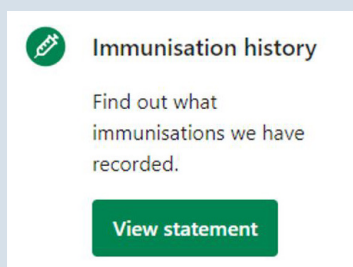 Immunisation history
Find out what
immunisations we have
recorded.
View statement